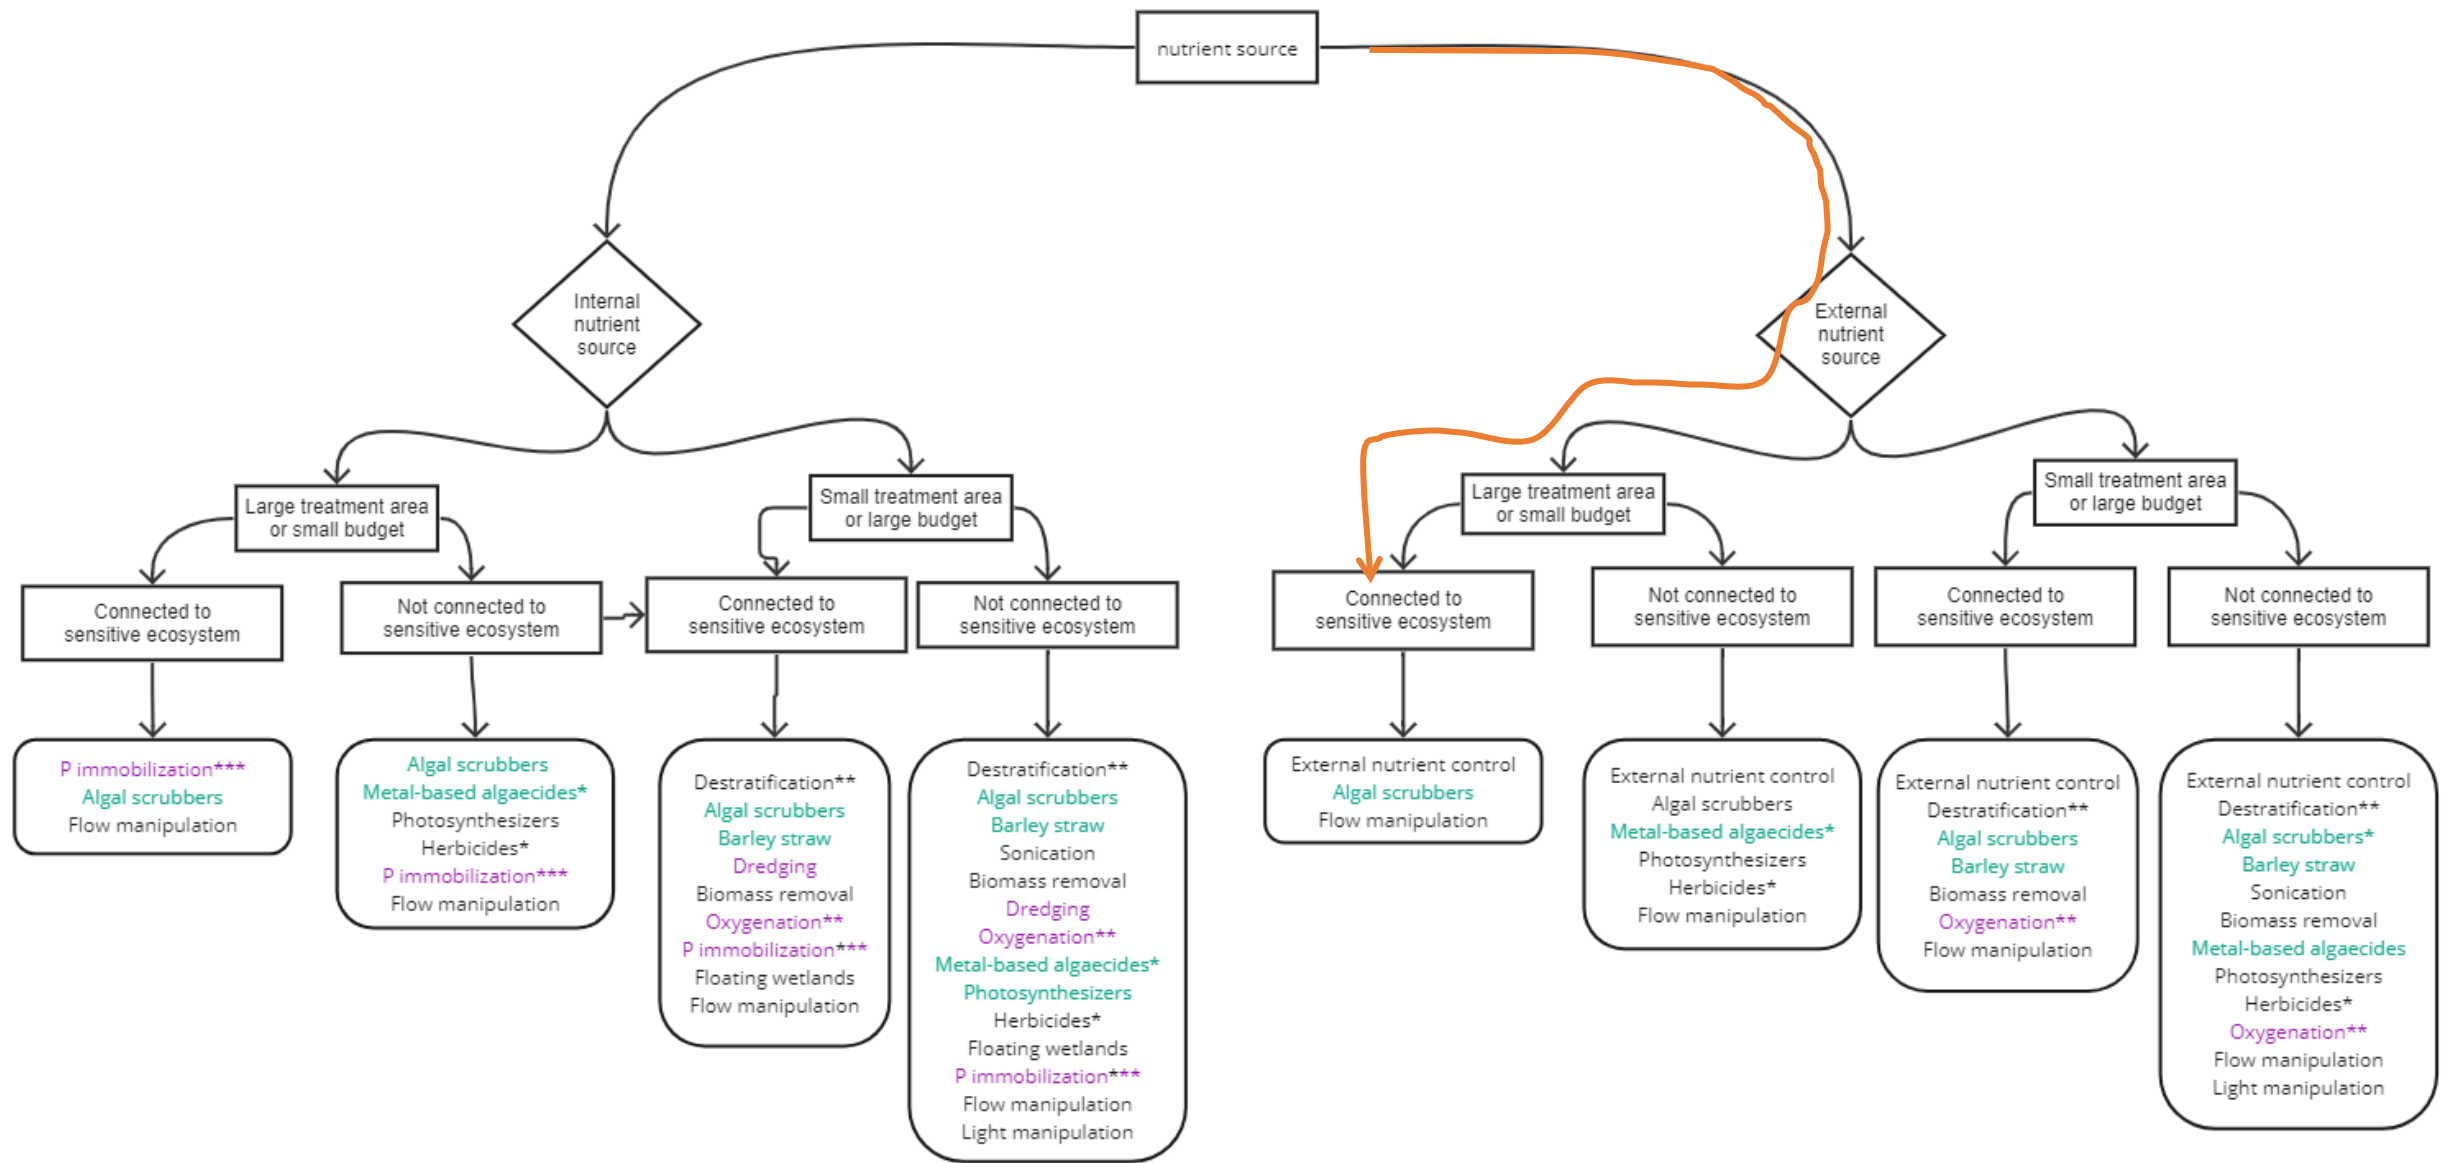 nutrient source
Internal
nutrient
source
External
nutrient
source
Large treatment area
or small budget
Small treatment area
or large budget
Large treatment area
or small budget
Small treatment area
or large budget
Connected to
sensitive ecosystem
Not connected to
sensitive ecosystem
Connected to
sensitive ecosystem
Not connected to
sensitive ecosystem
Connected to
sensitive ecosystem
Not connected to
sensitive ecosystem
Connected to
sensitive ecosystem
Not connected to
sensitive ecosystem
P immobilization***
Algal scrubbers
Flow manipulation
Algal scrubbers
Metal-based algaecides*
Photosynthesizers
Herbicides*
P immobilization***
Flow manipulation
Destratification**
Algal scrubbers
Barley straw
Dredging
Biomass removal
Oxygenation**
P immobilization***
Floating wetlands
Flow manipulation
Destratification**
Algal scrubbers
Barley straw
Sonication
Biomass removal
Dredging
Oxygenation**
Metal-based algaecides*
Photosynthesizers
Herbicides*
Floating wetlands
P immobilization***
Flow manipulation
Light manipulation
External nutrient control
Algal scrubbers
Flow manipulation
External nutrient control
Algal scrubbers
Metal-based algaecides*
Photosynthesizers
Herbicides*
Flow manipulation
External nutrient control
Destratification**
Algal scrubbers
Barley straw
Biomass removal
Oxygenation**
Flow manipulation
External nutrient control
Destratification**
Algal scrubbers*
Barley straw
Sonication
Biomass removal
Metal-based algaecides
Photosynthesizers
Herbicides*
Oxygenation**
Flow manipulation
Light manipulation